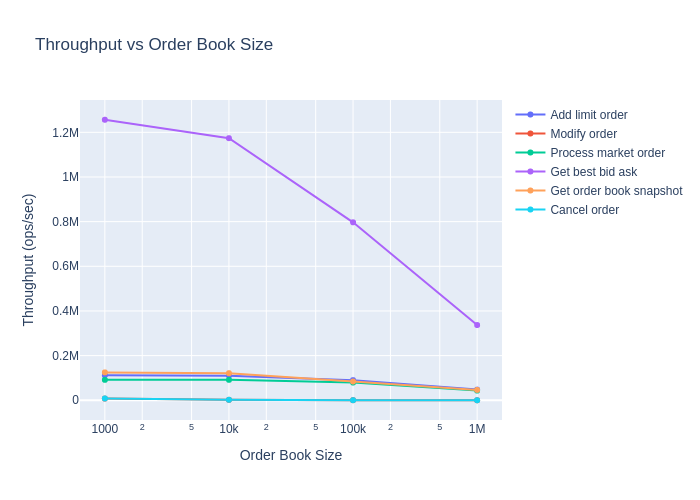 Throughput vs Order Book Size
Throughput (ops/sec)
1.2M
1M
0.8M
0.6M
0.4M
0.2M
0
1000 2 5 10k 2 5 100k 2 5 1M
Order Book Size
Add limit order
Modify order
Process market order
Get best bid ask
Get order book snapshot
Cancel order